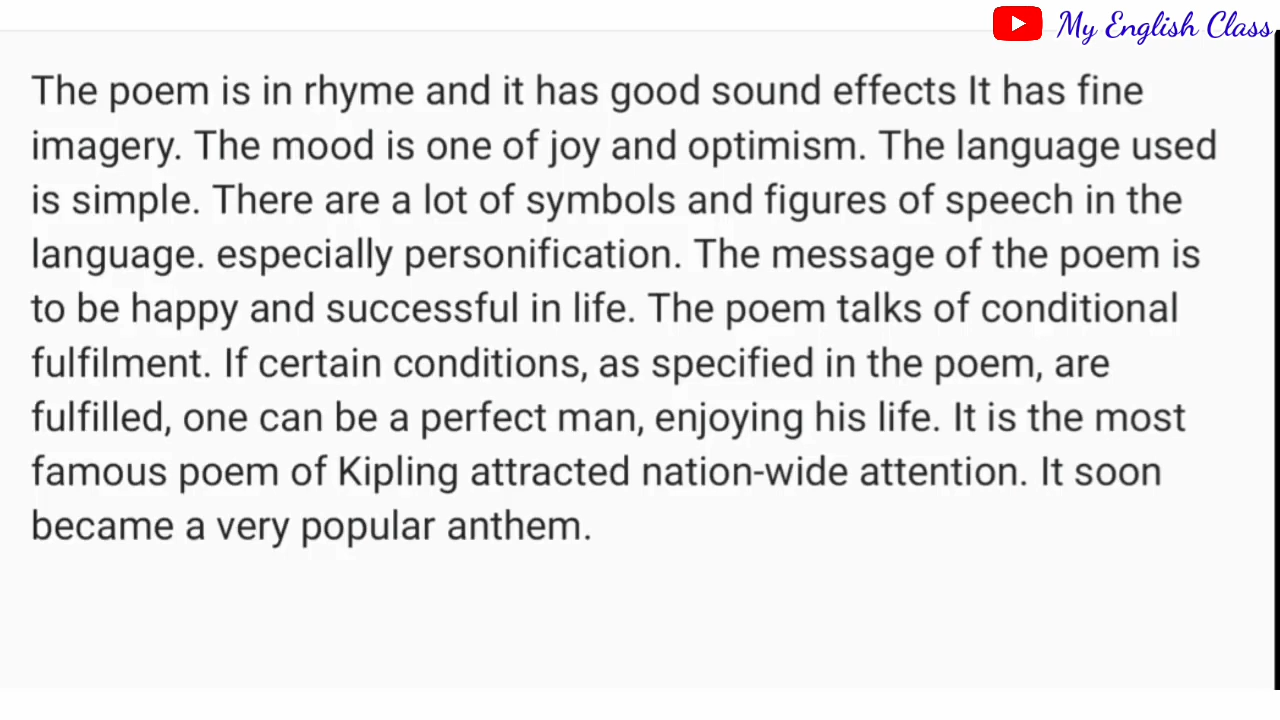 My English Class
The poem is in rhyme and it has good sound effects It has fine
imagery. The mood is one of joy and optimism. The language used
is simple. There are a lot of symbols and figures of speech in the
language. especially personification. The message of the poem is
to be happy and successful in life. The poem talks of conditional
fulfilment. If certain conditions, as specified in the poem, are
fulfilled, one can be a perfect man, enjoying his life. It is the most
famous poem of Kipling attracted nation-wide attention. It soon
became a very popular anthem.